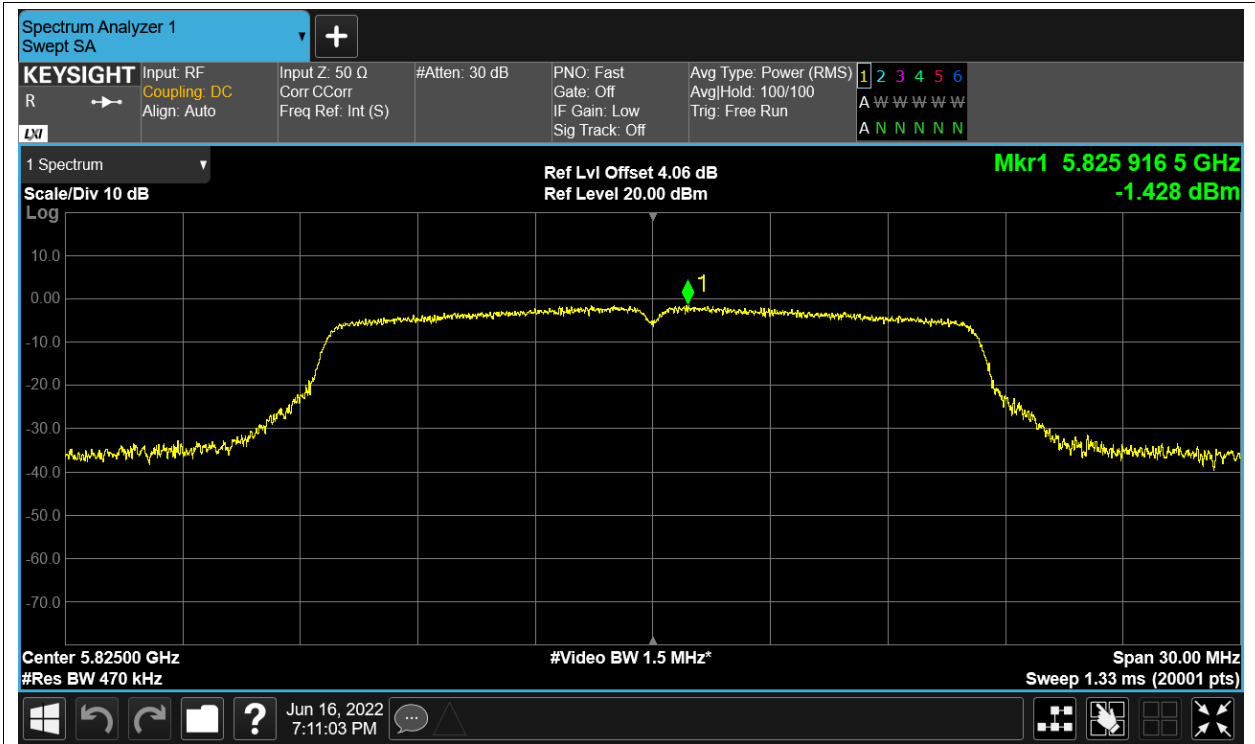 Spectrum Analyzer 1
Swept SA
KEYSIGHT
R
LXI
Input: RF
Coupling: DC
Align: Auto
Input Z: 50 Ω
Corr CCorr
Freq Ref: Int (S)
#Atten: 30 dB
PNO: Fast
Gate: Off
IF Gain: Low
Sig Track: Off
Avg Type: Power (RMS)
Avg|Hold: 100/100
Trig: Free Run
1 2 3 4 5 6
A W W W W W
A N N N N N
1 Spectrum
Scale/Div 10 dB
Log
Ref Lvl Offset 4.06 dB
Ref Level 20.00 dBm
Mkr1 5.825 916 5 GHz
-1.428 dBm
1
10.0
0.00
-10.0
-20.0
-30.0
-40.0
-50.0
-60.0
-70.0
Center 5.82500 GHz
#Res BW 470 kHz
#Video BW 1.5 MHz*
Span 30.00 MHz
Sweep 1.33 ms (20001 pts)
?
Jun 16, 2022
7:11:03 PM